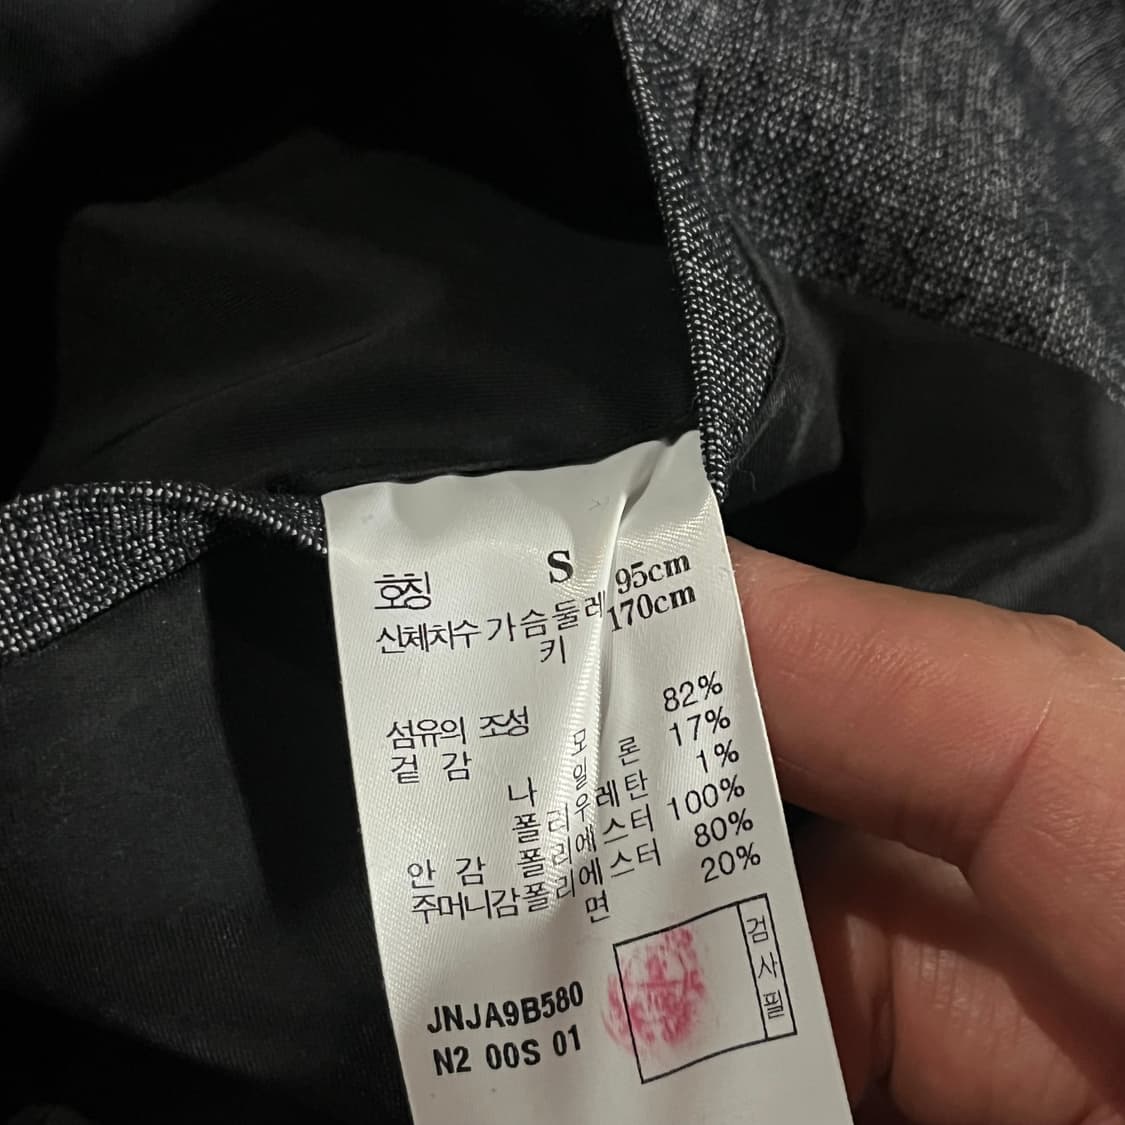 호칭 S
신체치수 가슴둘레 95cm
키 170cm
섬유의 조성
겉감 모 82%
나일론 17%
폴리우레탄 1%
안감 폴리에스터 100%
주머니감 폴리에스터 80%
면 20%
검사필
JNJA9B580
N2 00S 01